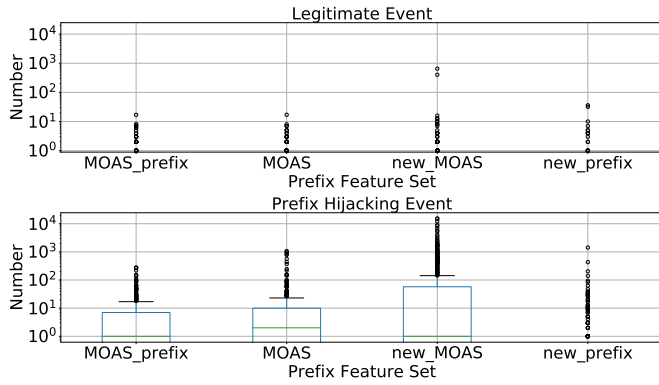 Legitimate Event
10^4
10^3
10^2
10^1
10^0
Number
MOAS_prefix MOAS new_MOAS new_prefix
Prefix Feature Set
Prefix Hijacking Event
10^4
10^3
10^2
10^1
10^0
Number
MOAS_prefix MOAS new_MOAS new_prefix
Prefix Feature Set